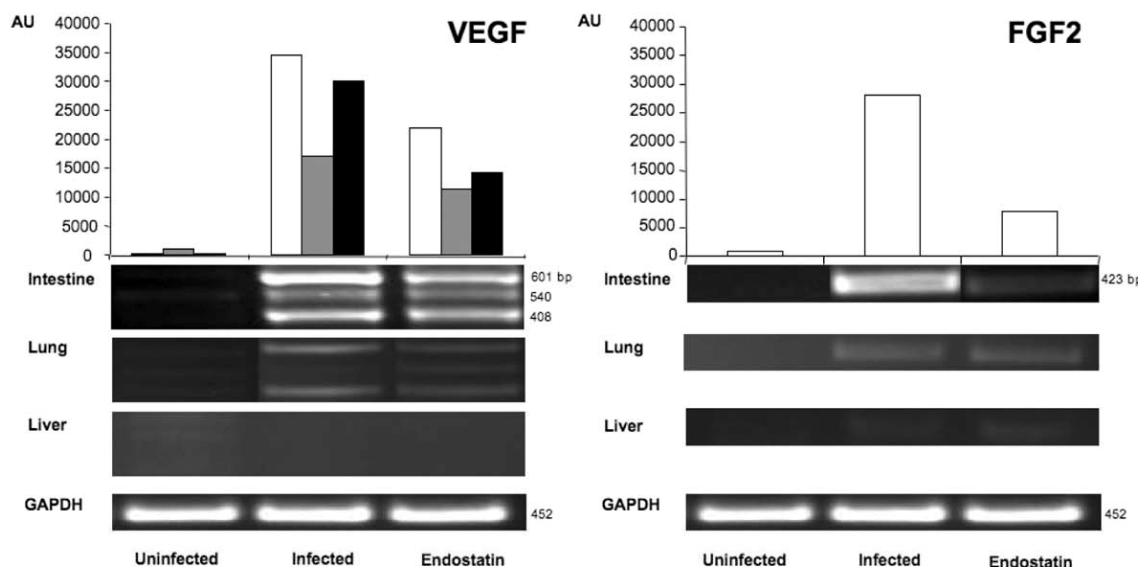 AU
VEGF
40000
35000
30000
25000
20000
15000
10000
5000
0
Intestine
601 bp
540
408
Lung
Liver
GAPDH
452
Uninfected Infected Endostatin
AU
FGF2
40000
35000
30000
25000
20000
15000
10000
5000
0
Intestine
423 bp
Lung
Liver
GAPDH
452
Uninfected Infected Endostatin